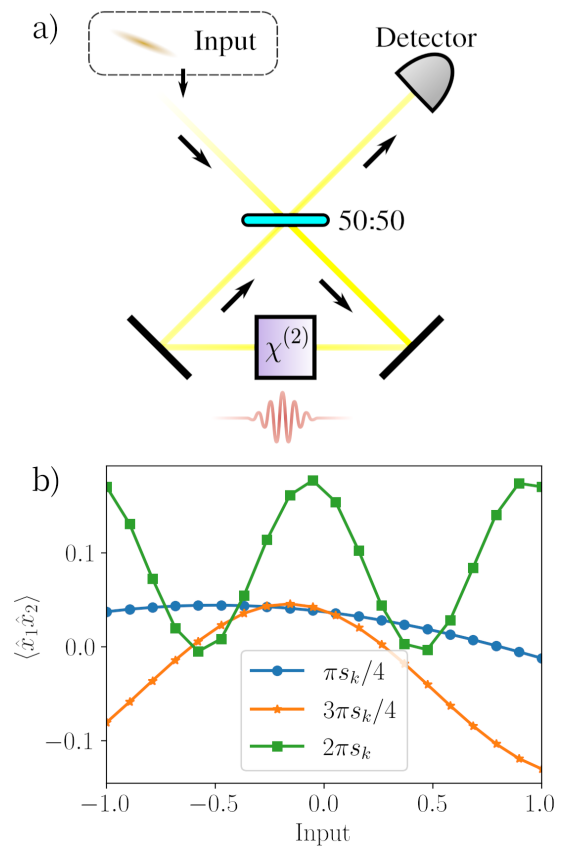 a)
Input
Detector
50:50
χ⁽²⁾
b)
⟨x̂₁x̂₂⟩
0.1
0.0
−0.1
πsₖ/4
3πsₖ/4
2πsₖ
−1.0 −0.5 0.0 0.5 1.0
Input